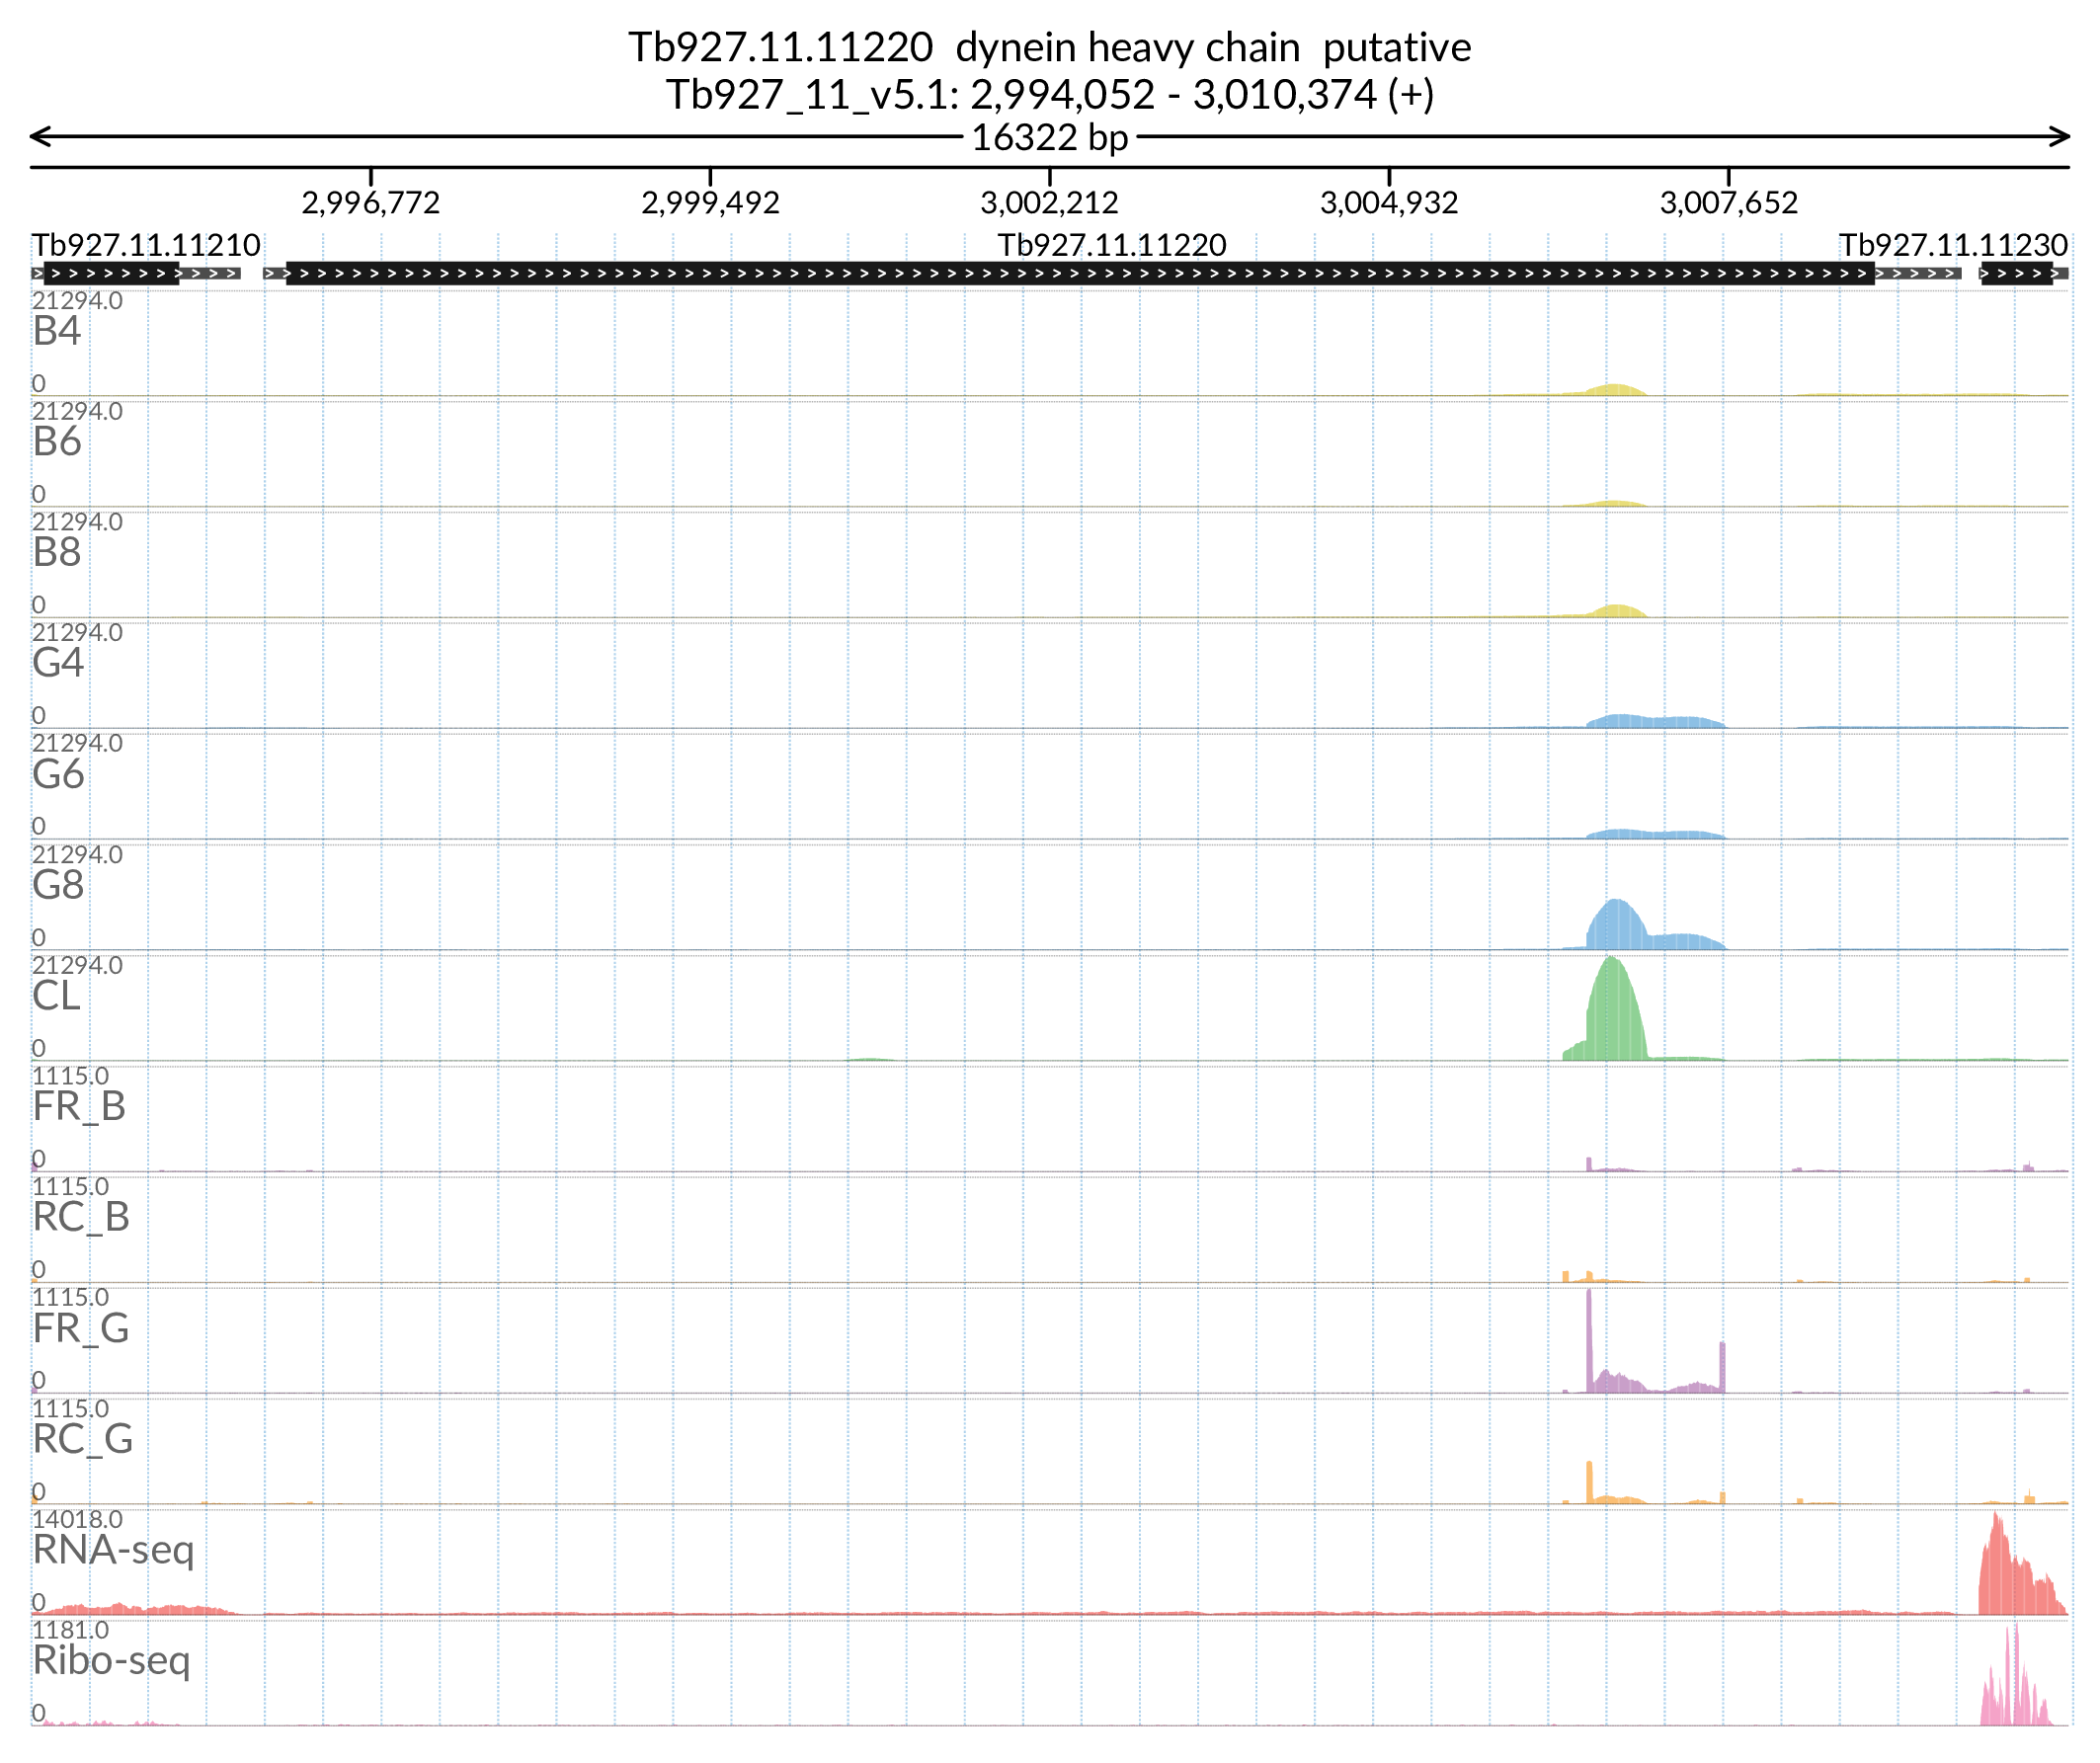 Tb927.11.11220  dynein heavy chain  putative
Tb927_11_v5.1: 2,994,052 - 3,010,374 (+)
16322 bp
2,996,772 2,999,492 3,002,212 3,004,932 3,007,652
Tb927.11.11210 Tb927.11.11220 Tb927.11.11230
21294.0
B4
0
21294.0
B6
0
21294.0
B8
0
21294.0
G4
0
21294.0
G6
0
21294.0
G8
0
21294.0
CL
0
1115.0
FR_B
0
1115.0
RC_B
0
1115.0
FR_G
0
1115.0
RC_G
0
14018.0
RNA-seq
0
1181.0
Ribo-seq
0